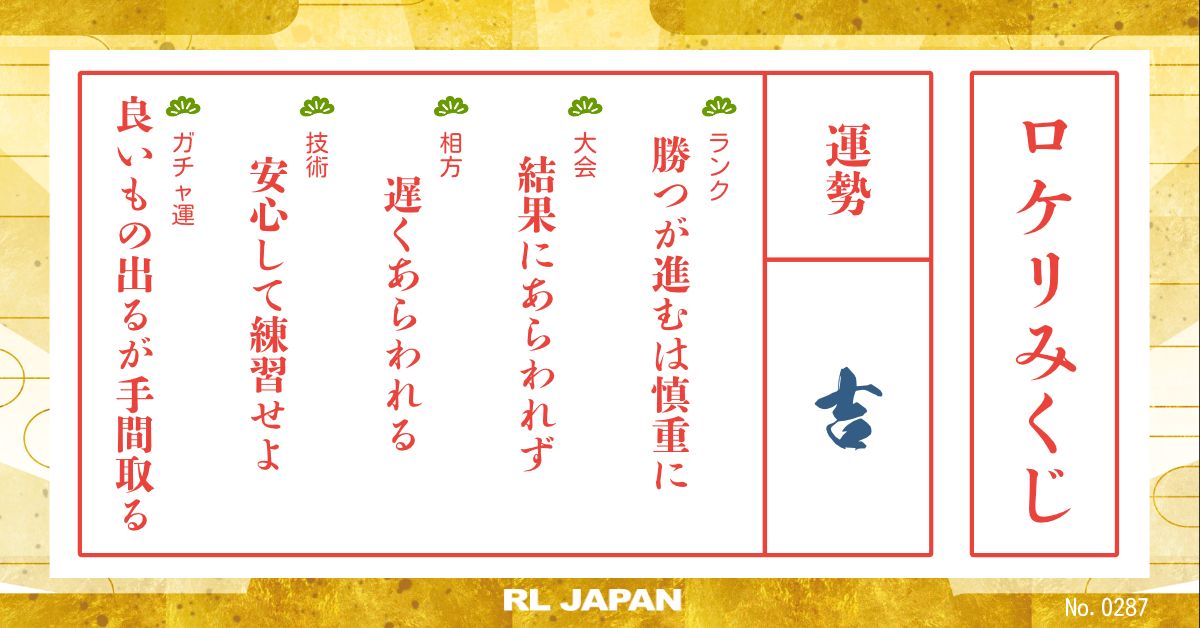 ロケリみくじ
運勢
吉
ランク
勝つが進むは慎重に
大会
結果にあらわれず
相方
遅くあらわれる
技術
安心して練習せよ
ガチャ運
良いもの出るが手間取る
RL JAPAN
No. 0287